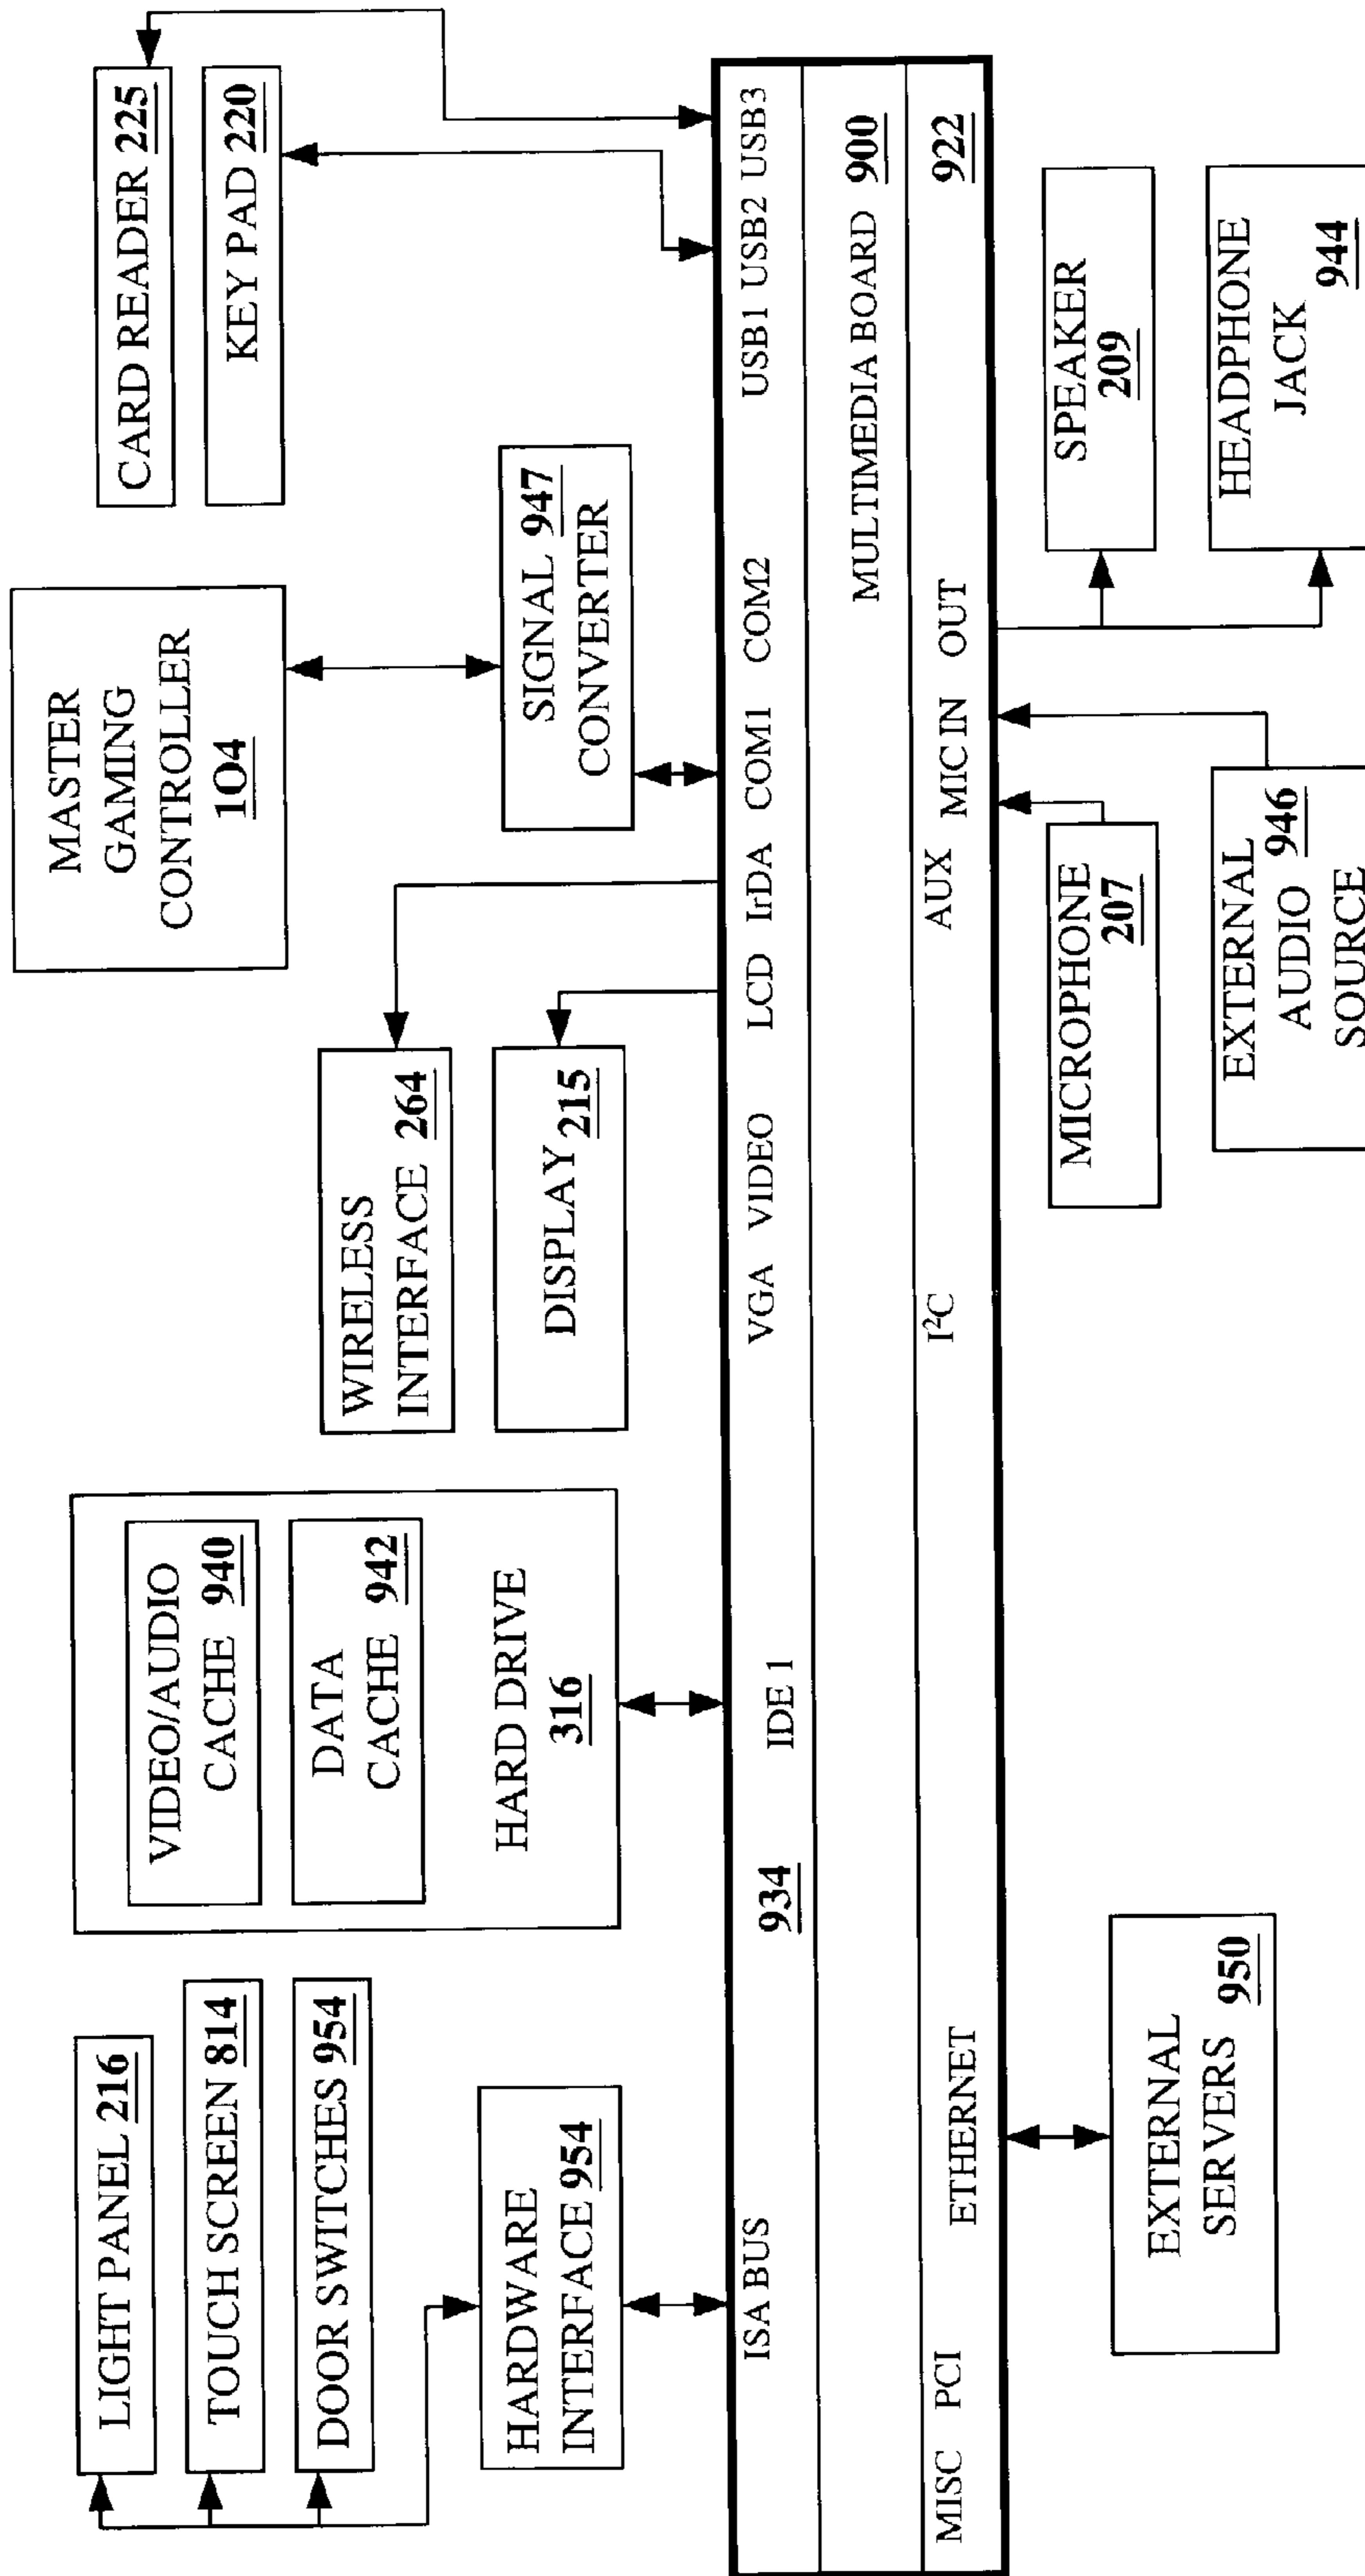 LIGHT PANEL 216
TOUCH SCREEN 814
DOOR SWITCHES 954
HARDWARE
INTERFACE 954
VIDEO/AUDIO
CACHE 940
DATA
CACHE 942
HARD DRIVE
316
WIRELESS
INTERFACE 264
DISPLAY 215
MASTER
GAMING
CONTROLLER
104
SIGNAL 947
CONVERTER
CARD READER 225
KEY PAD 220
ISA BUS
934
IDE 1
VGA VIDEO LCD IrDA COM1 COM2 USB1 USB2 USB3
MULTIMEDIA BOARD 900
MISC PCI ETHERNET I²C AUX MIC IN OUT 922
EXTERNAL
SERVERS 950
MICROPHONE
207
EXTERNAL
AUDIO 946
SOURCE
SPEAKER
209
HEADPHONE
JACK
944